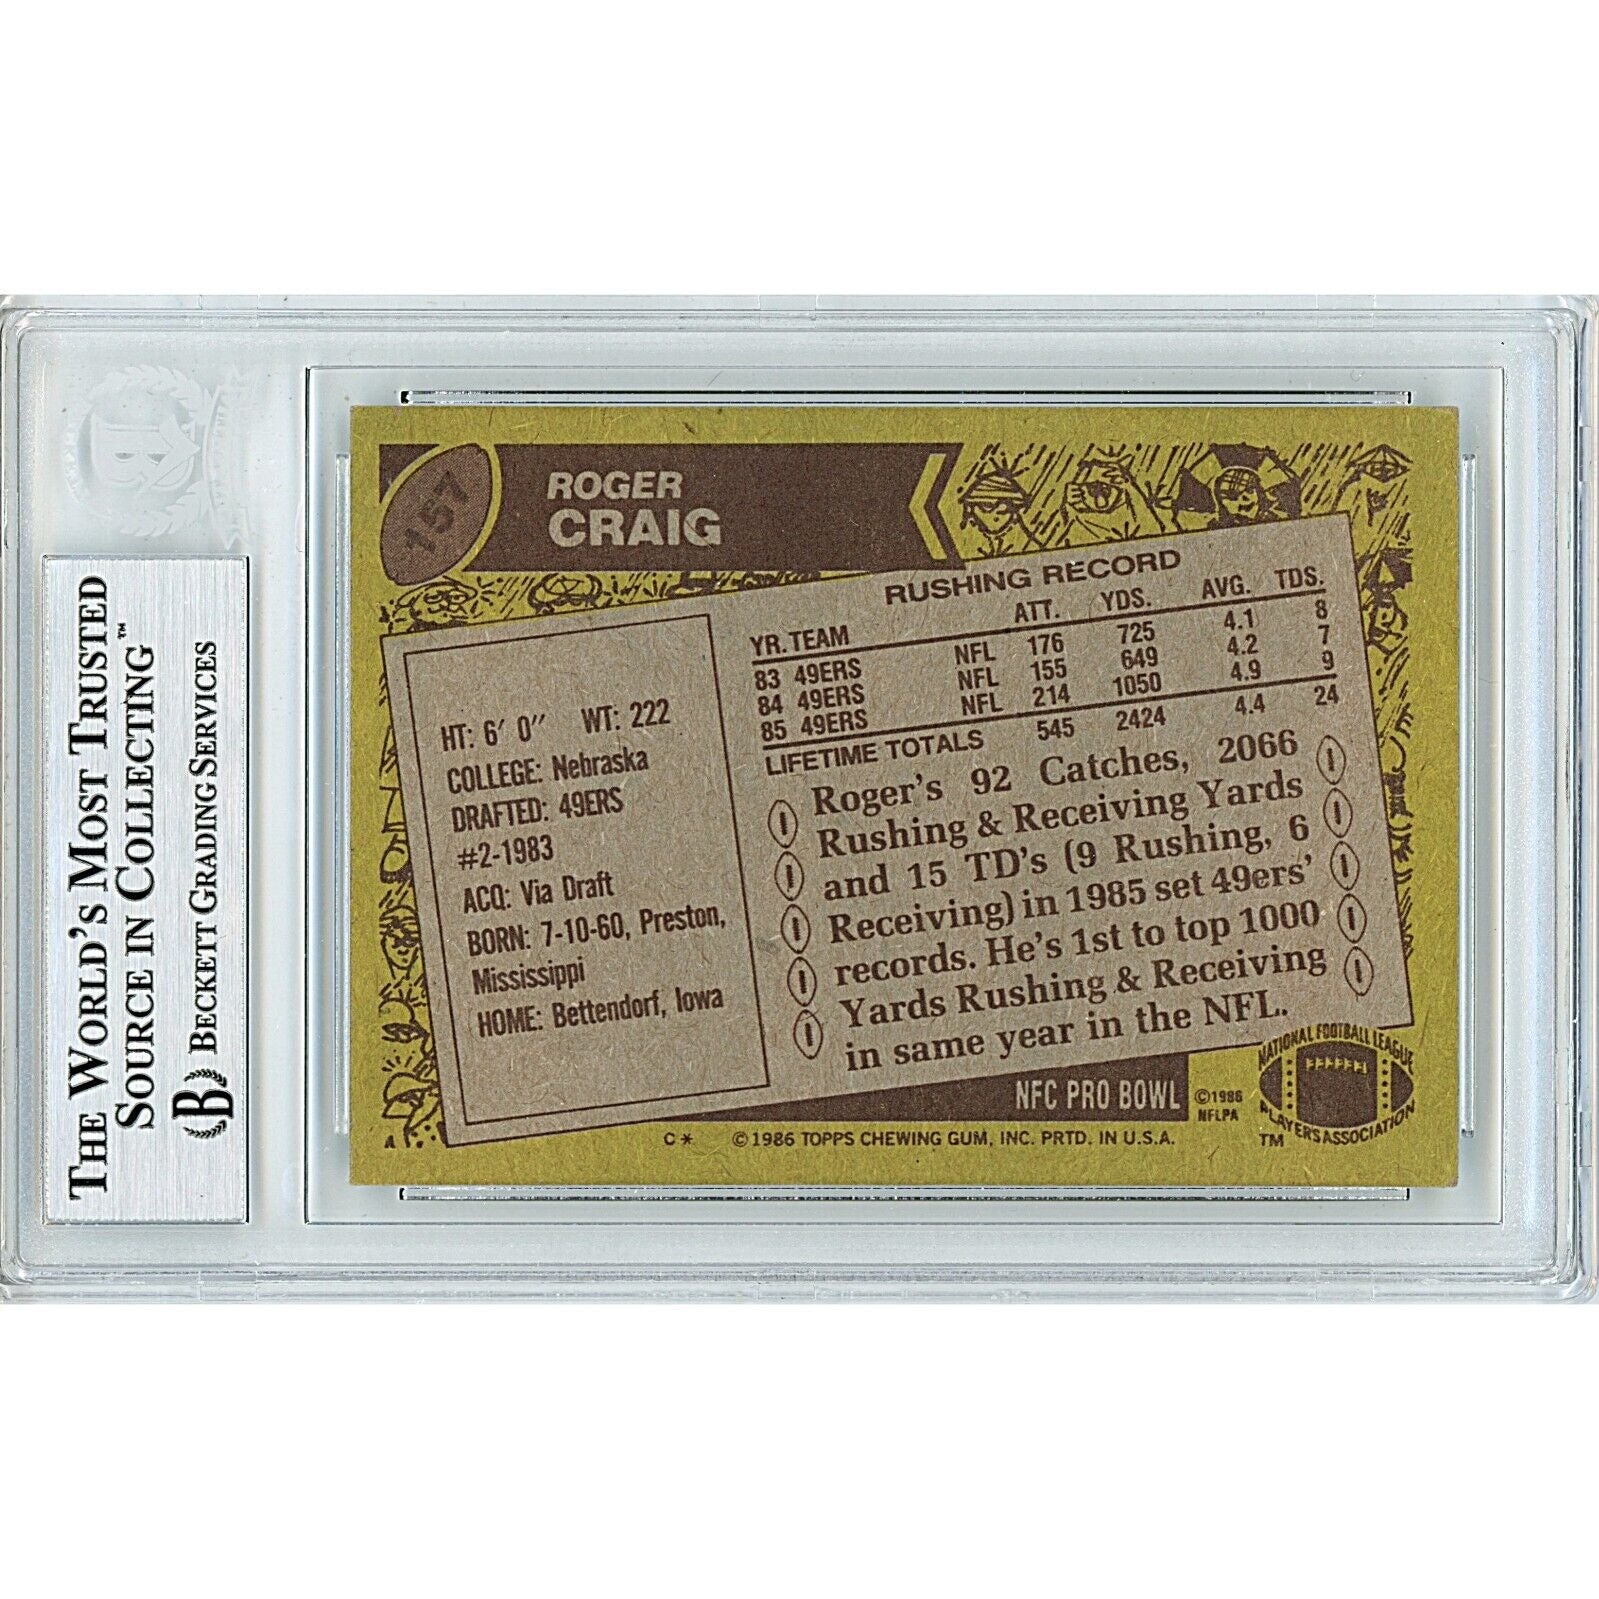 THE WORLD'S MOST TRUSTED
SOURCE IN COLLECTING™
B BECKETT GRADING SERVICES
157
ROGER
CRAIG
HT: 6' 0" WT: 222
COLLEGE: Nebraska
DRAFTED: 49ERS
#2-1983
ACQ: Via Draft
BORN: 7-10-60, Preston,
Mississippi
HOME: Bettendorf, Iowa
RUSHING RECORD
YR. TEAM ATT. YDS. AVG. TDS.
83 49ERS NFL 176 725 4.1 8
84 49ERS NFL 155 649 4.2 7
85 49ERS NFL 214 1050 4.9 9
LIFETIME TOTALS 545 2424 4.4 24
Roger's 92 Catches, 2066
Rushing & Receiving Yards
and 15 TD's (9 Rushing, 6
Receiving) in 1985 set 49ers'
records. He's 1st to top 1000
Yards Rushing & Receiving
in same year in the NFL.
NFC PRO BOWL
©1986
NFLPA
NATIONAL FOOTBALL LEAGUE
PLAYERS ASSOCIATION
TM
A
C* ©1986 TOPPS CHEWING GUM, INC. PRTD. IN U.S.A.